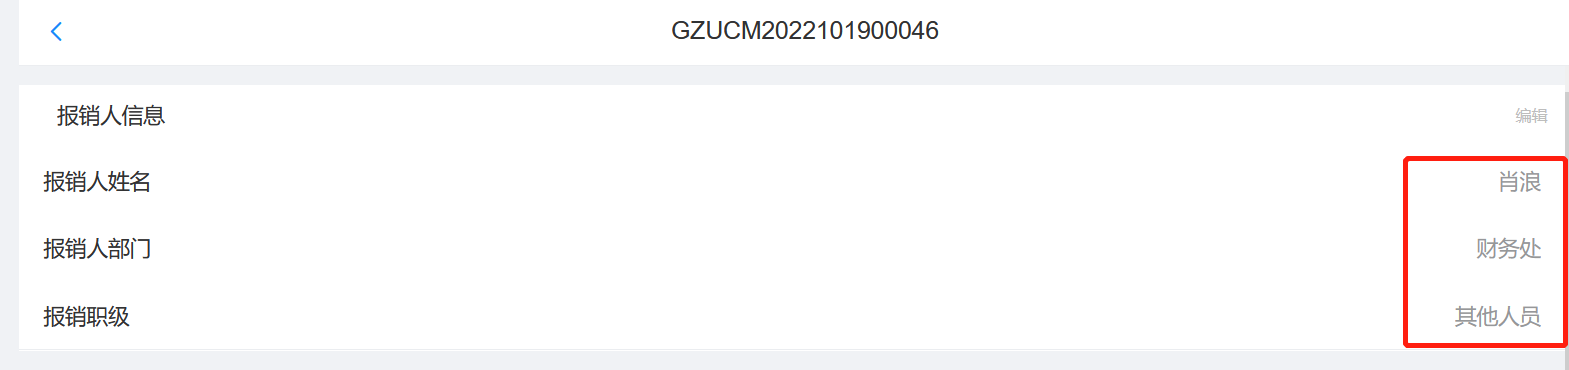 GZUCM2022101900046
报销人信息 编辑
报销人姓名 肖浪
报销人部门 财务处
报销职级 其他人员